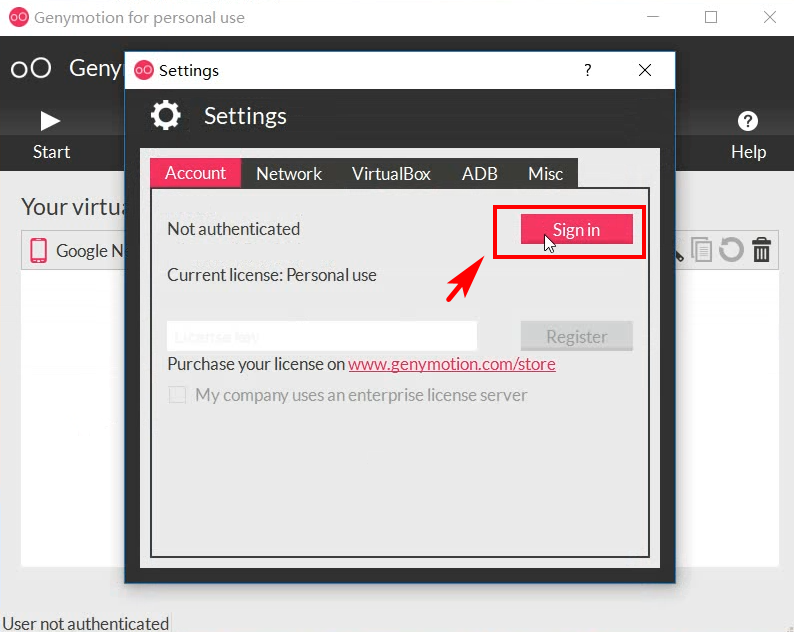 Genymotion for personal use
Geny
Settings
?
Settings
Start
Help
Account Network VirtualBox ADB Misc
Your virtua
Not authenticated
Sign in
Google N
Current license: Personal use
License key
Register
Purchase your license on www.genymotion.com/store
My company uses an enterprise license server
User not authenticated